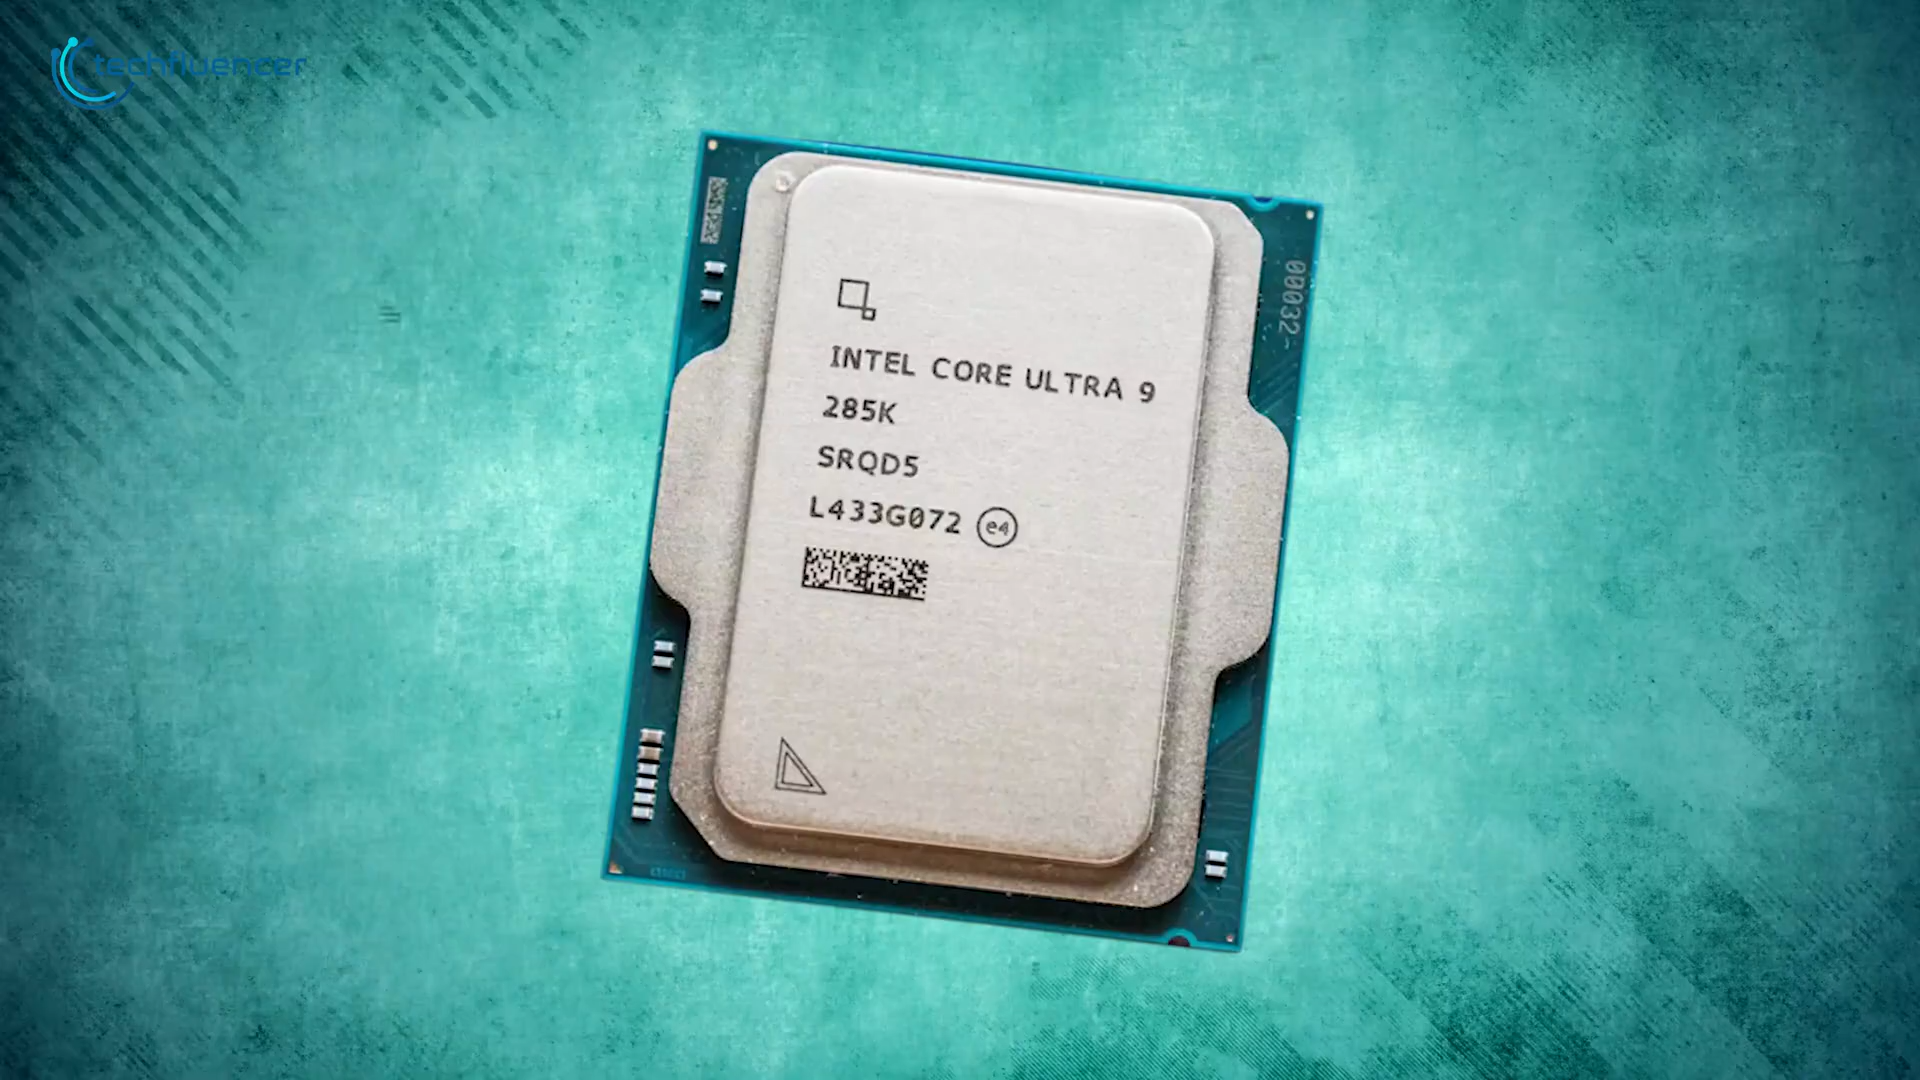 techfluencer
INTEL CORE ULTRA 9
285K
SRQD5
L433G072 e4
00032